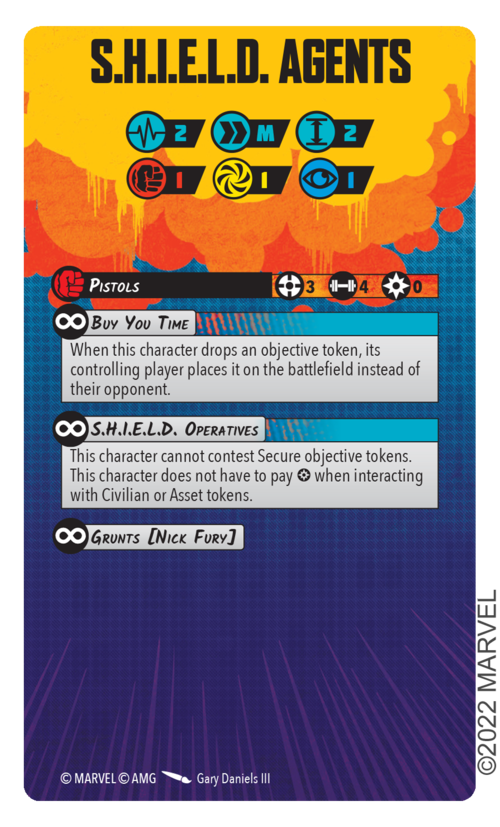 S.H.I.E.L.D. AGENTS
2 M 2
1 1 1
PISTOLS 3 4 0
BUY YOU TIME
When this character drops an objective token, its
controlling player places it on the battlefield instead of
their opponent.
S.H.I.E.L.D. OPERATIVES
This character cannot contest Secure objective tokens.
This character does not have to pay when interacting
with Civilian or Asset tokens.
GRUNTS [NICK FURY]
© MARVEL © AMG Gary Daniels III
©2022 MARVEL